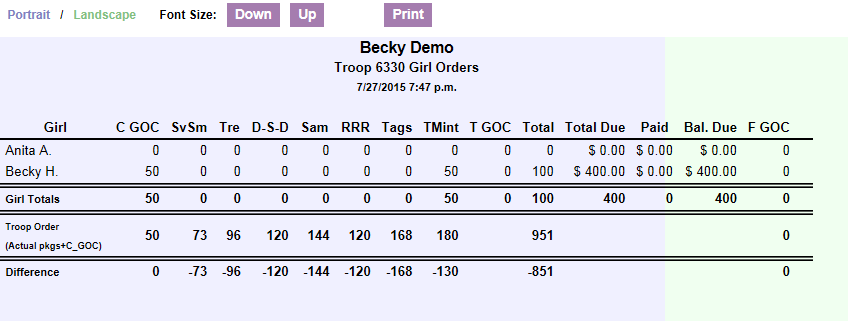 Portrait / Landscape Font Size: Down Up Print
Becky Demo
Troop 6330 Girl Orders
7/27/2015 7:47 p.m.
Girl C GOC SvSm Tre D-S-D Sam RRR Tags TMint T GOC Total Total Due Paid Bal. Due F GOC
Anita A. 0 0 0 0 0 0 0 0 0 0 $ 0.00 $ 0.00 $ 0.00 0
Becky H. 50 0 0 0 0 0 0 50 0 100 $ 400.00 $ 0.00 $ 400.00 0
Girl Totals 50 0 0 0 0 0 0 50 0 100 400 0 400 0
Troop Order
(Actual pkgs+C_GOC) 50 73 96 120 144 120 168 180 951 0
Difference 0 -73 -96 -120 -144 -120 -168 -130 -851 0